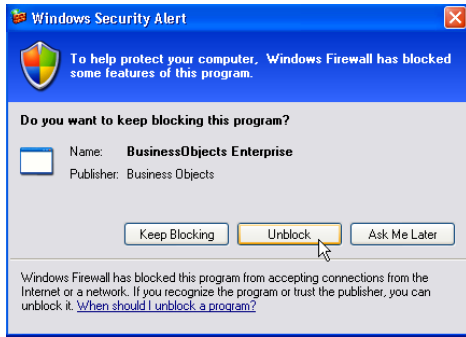 Windows Security Alert
To help protect your computer, Windows Firewall has blocked
some features of this program.
Do you want to keep blocking this program?
Name: BusinessObjects Enterprise
Publisher: Business Objects
Keep Blocking Unblock Ask Me Later
Windows Firewall has blocked this program from accepting connections from the
Internet or a network. If you recognize the program or trust the publisher, you can
unblock it. When should I unblock a program?